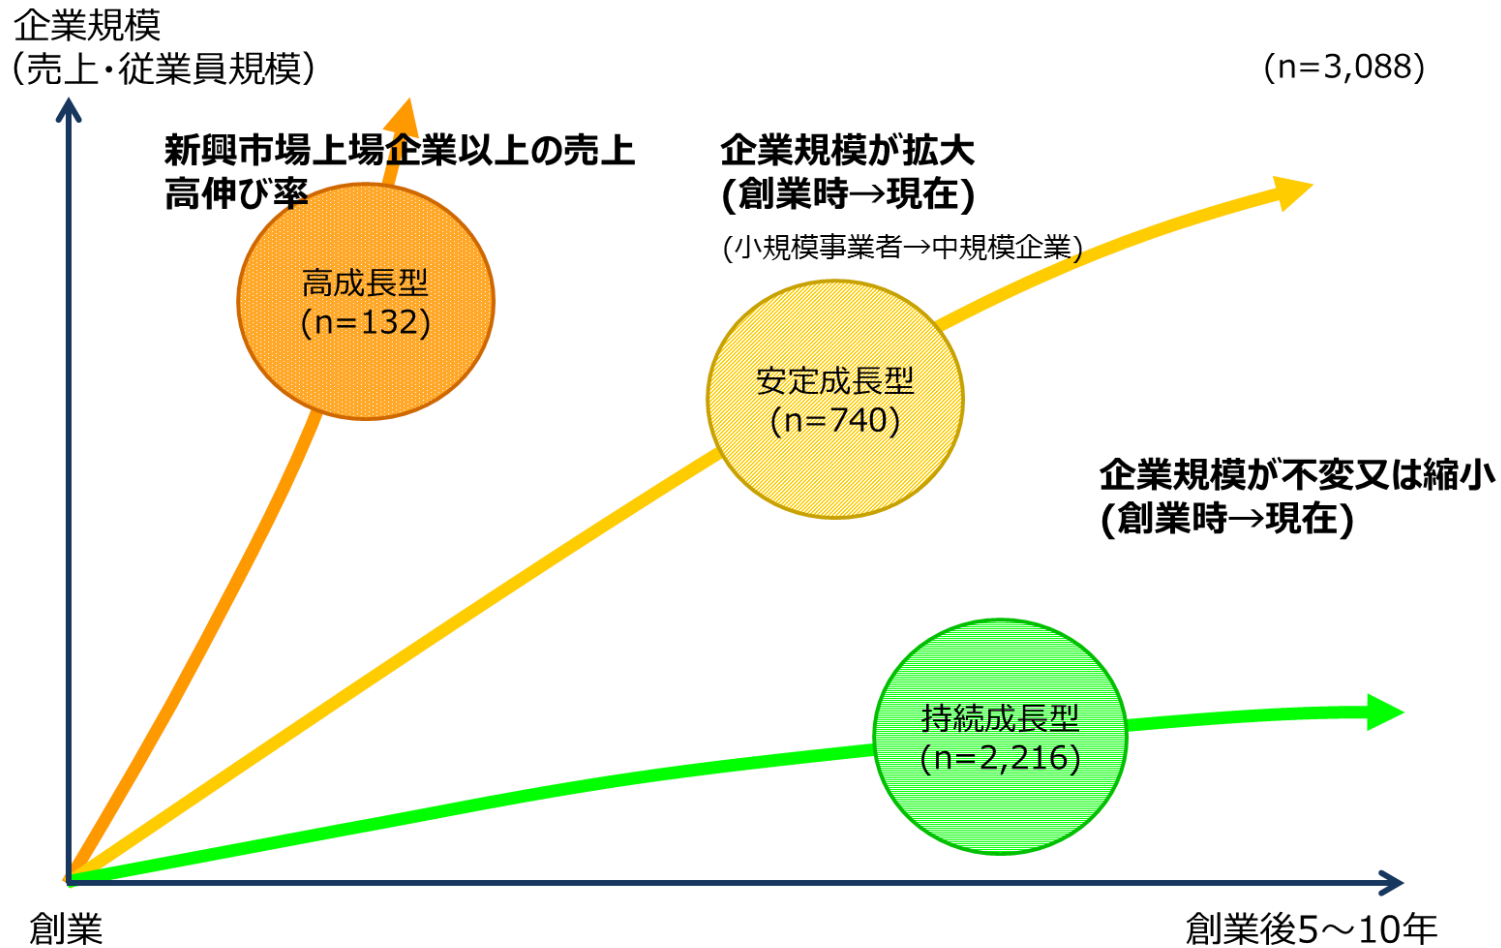 企業規模
（売上・従業員規模）
(n=3,088)
新興市場上場企業以上の売上
高伸び率
企業規模が拡大
(創業時→現在)
(小規模事業者→中規模企業)
高成長型
(n=132)
安定成長型
(n=740)
企業規模が不変又は縮小
(創業時→現在)
持続成長型
(n=2,216)
創業
創業後5～10年